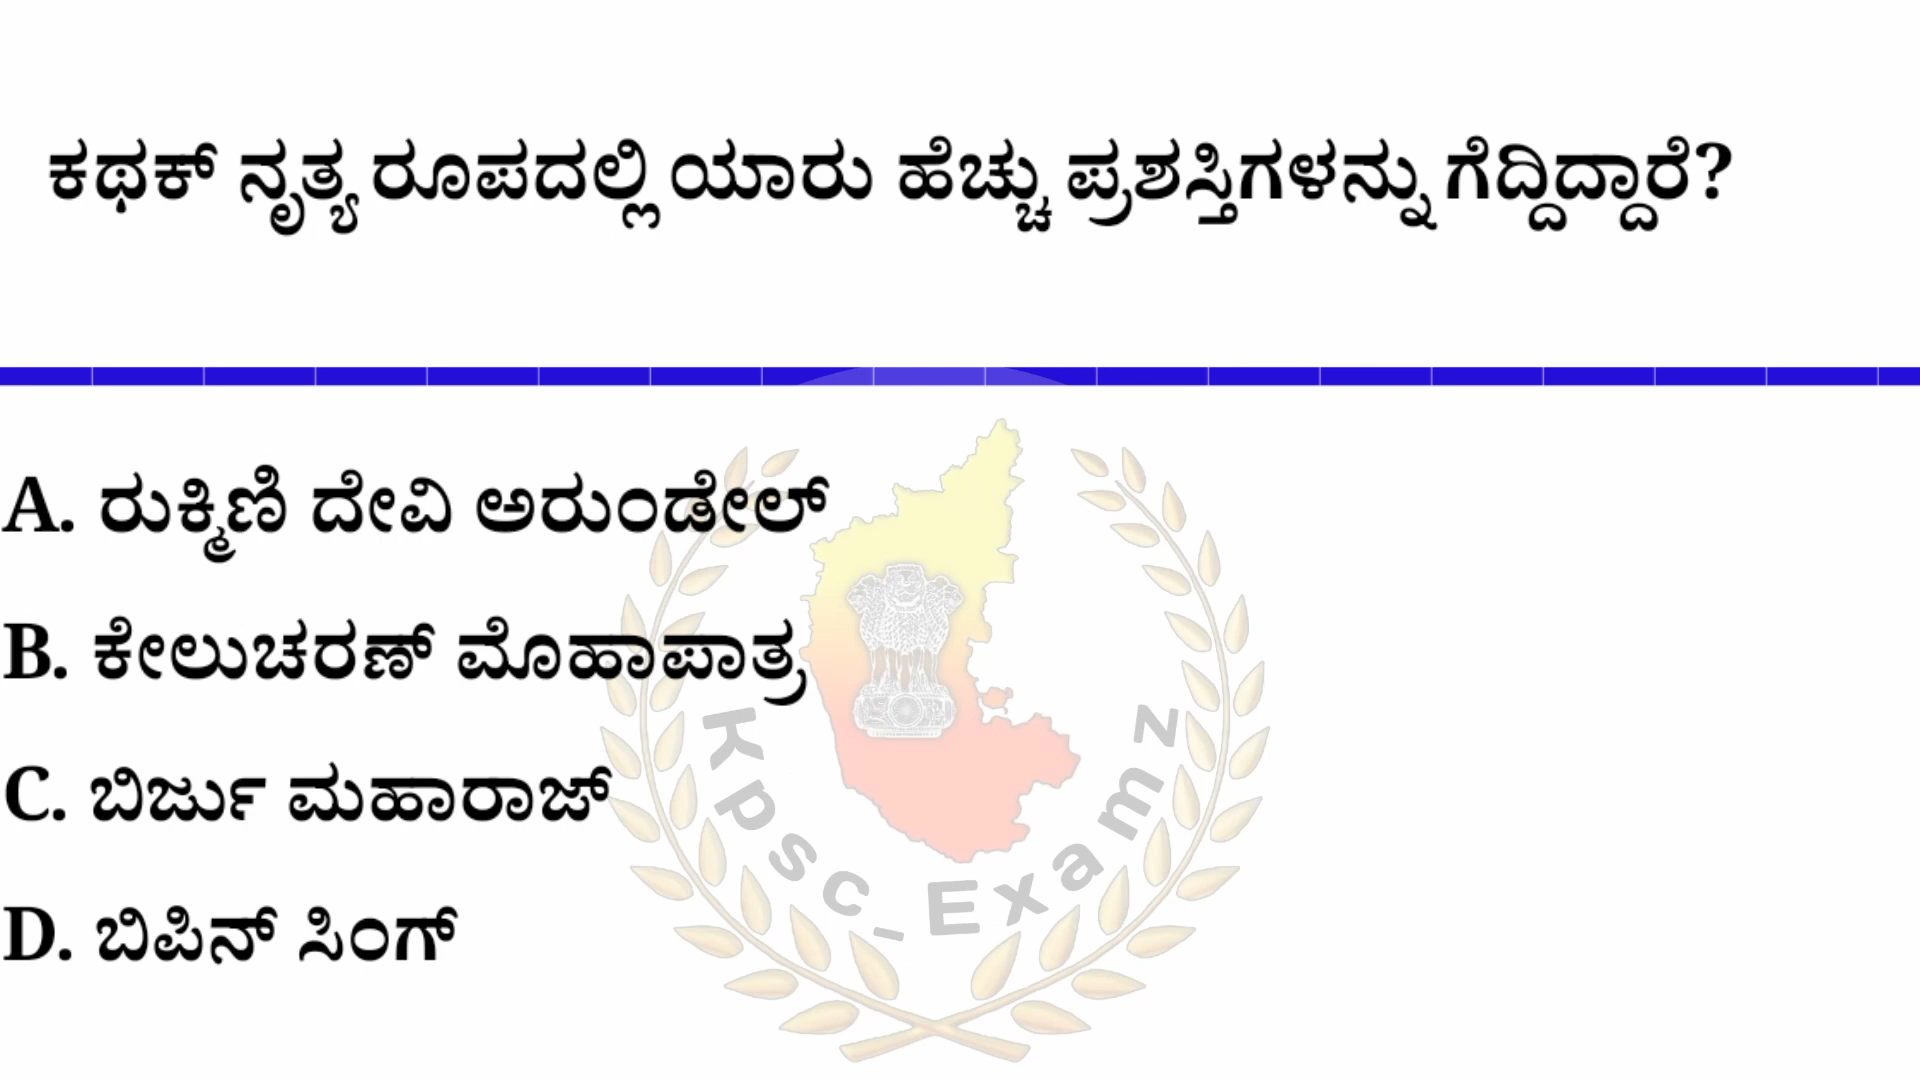 ಕಥಕ್ ನೃತ್ಯ ರೂಪದಲ್ಲಿ ಯಾರು ಹೆಚ್ಚು ಪ್ರಶಸ್ತಿಗಳನ್ನು ಗೆದ್ದಿದ್ದಾರೆ?
A. ರುಕ್ಮಿಣಿ ದೇವಿ ಅರುಂಡೇಲ್
B. ಕೇಲುಚರಣ್ ಮೊಹಾಪಾತ್ರ
C. ಬಿರ್ಜು ಮಹಾರಾಜ್
D. ಬಿಪಿನ್ ಸಿಂಗ್
Kpsc_Examz